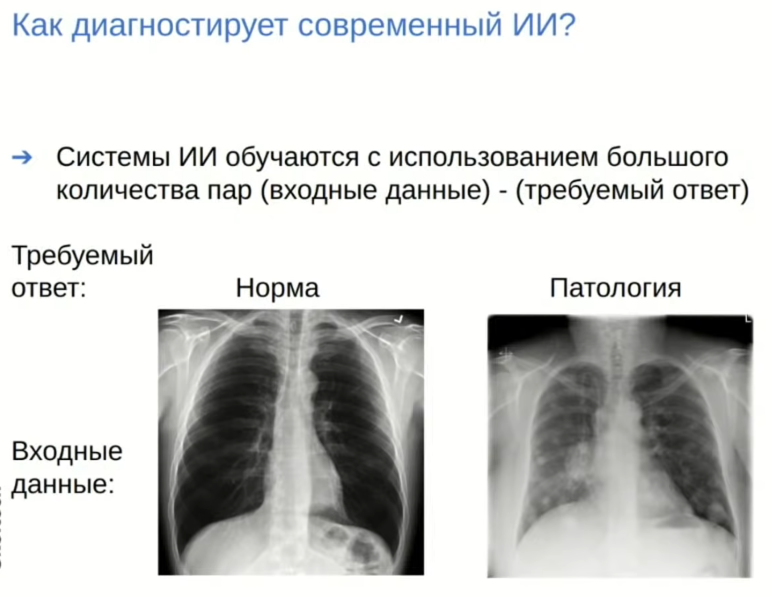 Как диагностирует современный ИИ?
➔ Системы ИИ обучаются с использованием большого
количества пар (входные данные) - (требуемый ответ)
Требуемый
ответ:
Норма
Патология
Входные
данные:
L